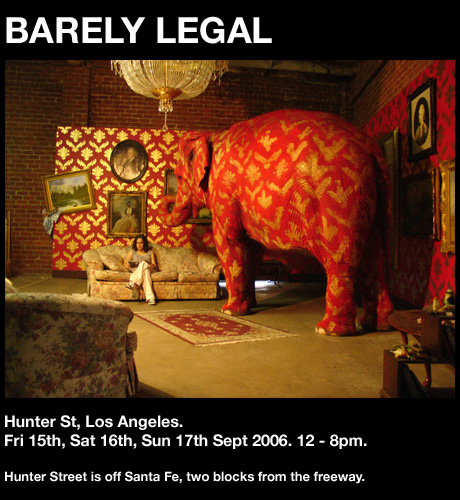 BARELY LEGAL
Hunter St, Los Angeles.
Fri 15th, Sat 16th, Sun 17th Sept 2006. 12 - 8pm.
Hunter Street is off Santa Fe, two blocks from the freeway.